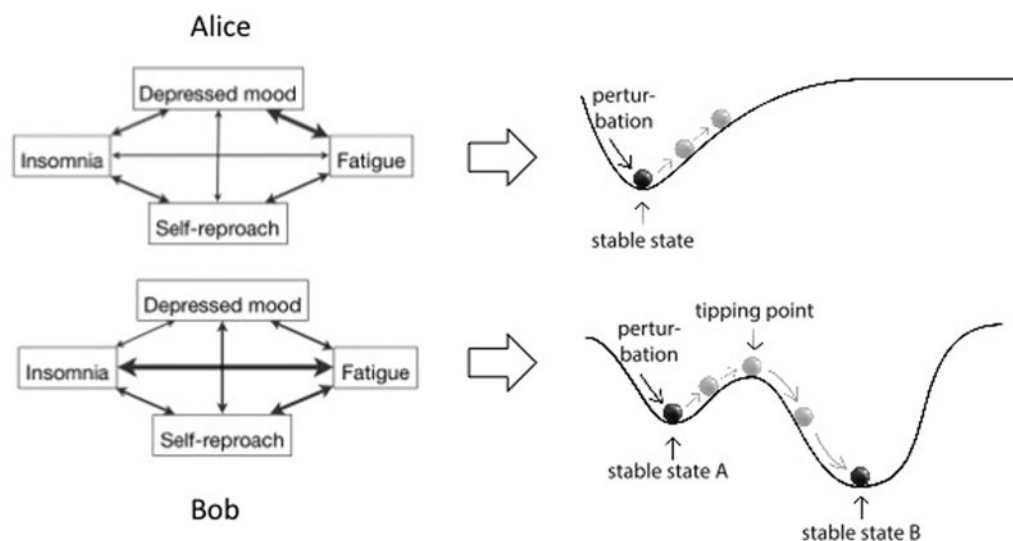 Alice
Depressed mood
Insomnia
Fatigue
Self-reproach
pertur-
bation
stable state
Depressed mood
Insomnia
Fatigue
Self-reproach
Bob
tipping point
pertur-
bation
stable state A
stable state B